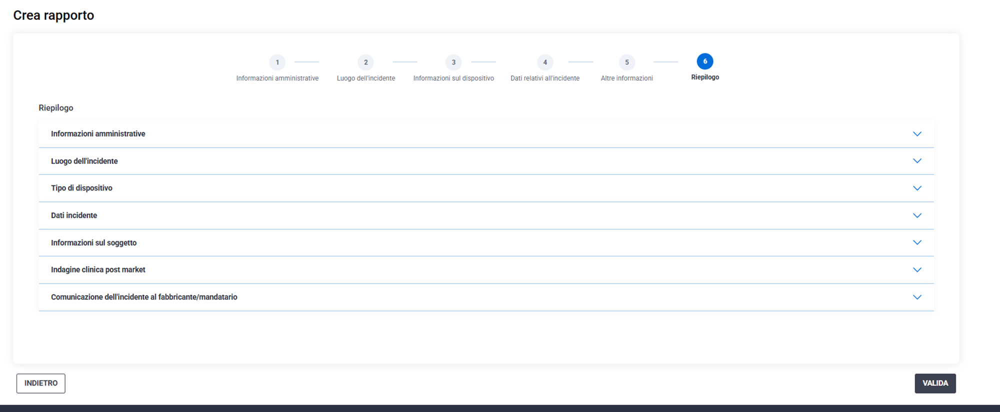 Crea rapporto
1 2 3 4 5 6
Informazioni amministrative Luogo dell'incidente Informazioni sul dispositivo Dati relativi all'incidente Altre informazioni Riepilogo
Riepilogo
Informazioni amministrative
Luogo dell'incidente
Tipo di dispositivo
Dati incidente
Informazioni sul soggetto
Indagine clinica post market
Comunicazione dell'incidente al fabbricante/mandatario
INDIETRO VALIDA